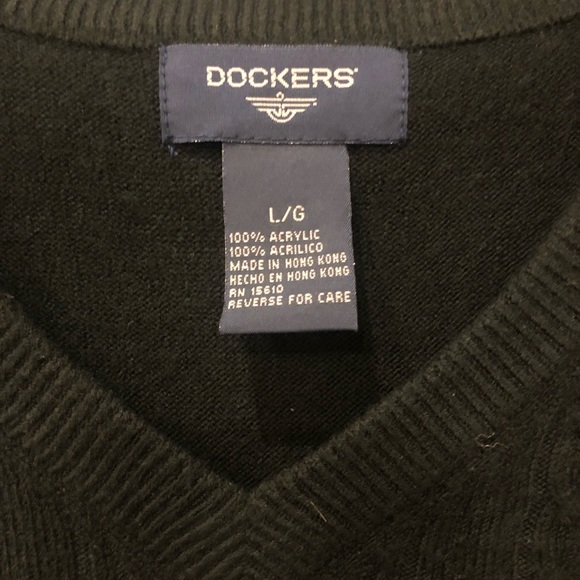 DOCKERS
L/G
100% ACRYLIC
100% ACRILICO
MADE IN HONG KONG
HECHO EN HONG KONG
RN 15610
REVERSE FOR CARE